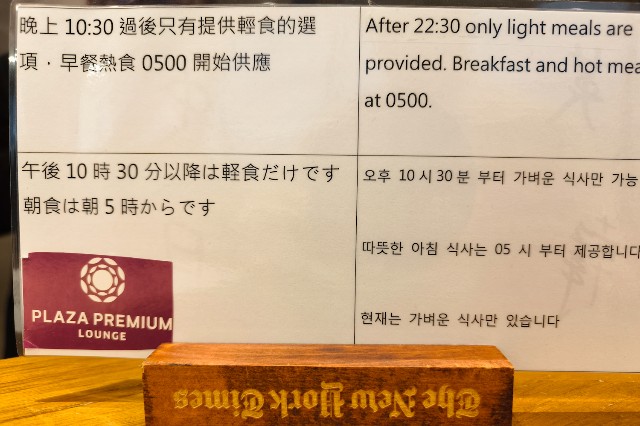 晚上 10:30 過後只有提供輕食的選
項，早餐熱食 0500 開始供應
After 22:30 only light meals are
provided. Breakfast and hot mea
at 0500.
午後 10 時 30 分以降は軽食だけです
朝食は朝 5 時からです
오후 10 시 30 분 부터 가벼운 식사만 가능
따뜻한 아침 식사는 05 시 부터 제공합니다
현재는 가벼운 식사만 있습니다
PLAZA PREMIUM
LOUNGE
The New York Times